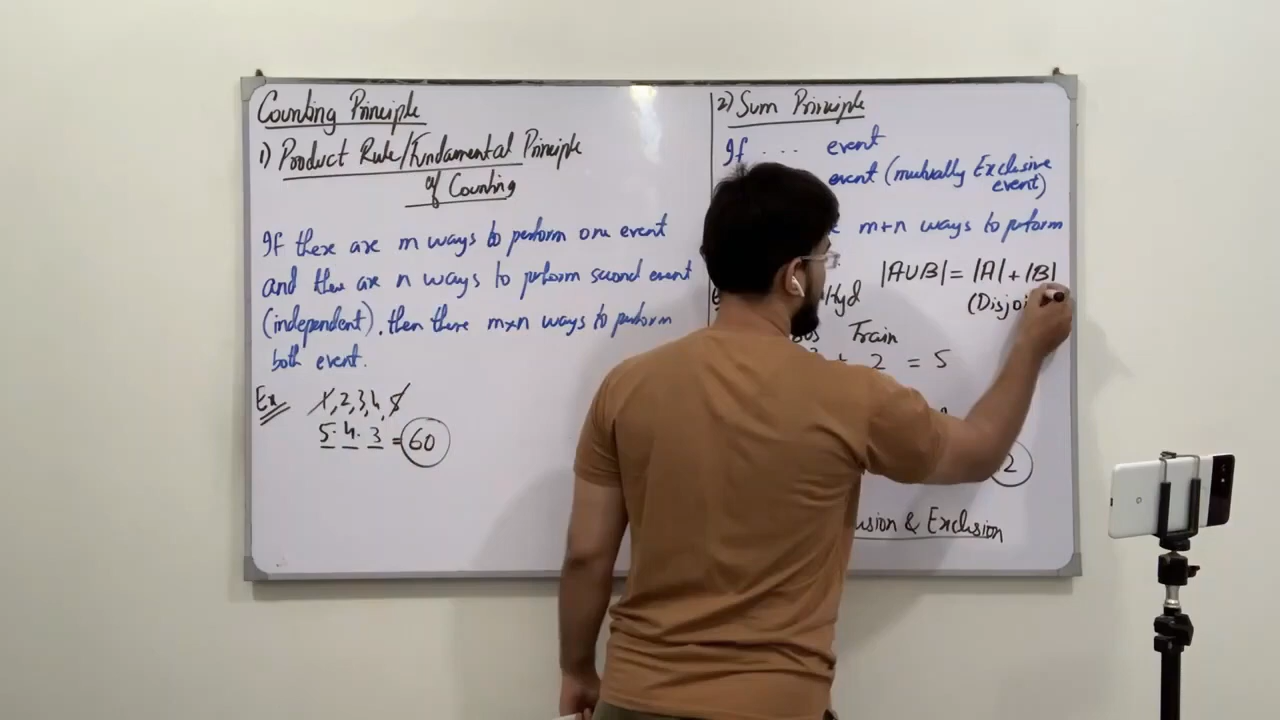 Counting Principle
1) Product Rule/Fundamental Principle
of Counting
If there are m ways to perform one event
and there are n ways to perform second event
(independent), then there m×n ways to perform
both event.
Ex
1,2,3,4,5
5.4.3 = 60
2) Sum Principle
If ... event
event (mutually Exclusive
event)
m+n ways to perform
|AUB| = |A| + |B|
Hyd (Disjoi
Train
+ 2 = 5
2
usion & Exclusion